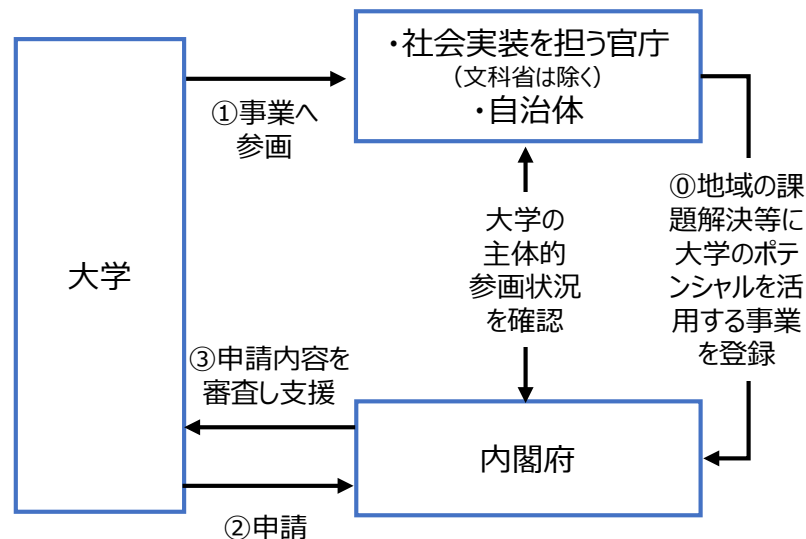 ・社会実装を担う官庁
（文科省は除く）
・自治体
①事業へ
参画
⓪地域の課
題解決等に
大学のポテ
ンシャルを活
用する事業
を登録
大学の
主体的
参画状況
を確認
大学
③申請内容を
審査し支援
内閣府
②申請